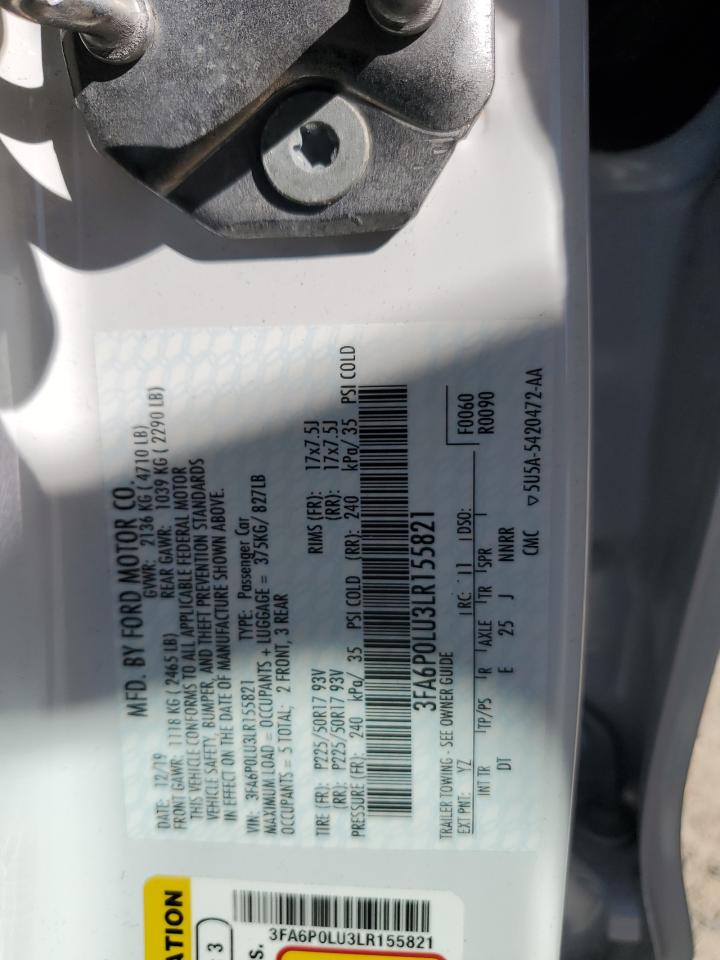 MFD. BY FORD MOTOR CO.
DATE: 12/19 GVWR: 2136 KG ( 4710 LB)
FRONT GAWR: 1118 KG ( 2465 LB) REAR GAWR: 1039 KG ( 2290 LB)
THIS VEHICLE CONFORMS TO ALL APPLICABLE FEDERAL MOTOR
VEHICLE SAFETY, BUMPER, AND THEFT PREVENTION STANDARDS
IN EFFECT ON THE DATE OF MANUFACTURE SHOWN ABOVE.
VIN: 3FA6P0LU3LR155821 TYPE: Passenger Car
MAXIMUM LOAD = OCCUPANTS + LUGGAGE = 375KG/ 827LB
OCCUPANTS = 5 TOTAL: 2 FRONT, 3 REAR
TIRE (FR): P225/50R17 93V RIMS (FR): 17x7.5J
(RR): P225/50R17 93V (RR): 17x7.5J
PRESSURE (FR): 240 kPa/ 35 PSI COLD (RR): 240 kPa/ 35 PSI COLD
3FA6P0LU3LR155821
TRAILER TOWING - SEE OWNER GUIDE F0060
EXT PNT: YZ RC: 11 DSO: R0090
INT TR TP/PS R AXLE TR SPR
DT E 25 J NNRR
CMC ▽5U5A-5420472-AA
ATION
3
S.
3FA6P0LU3LR155821